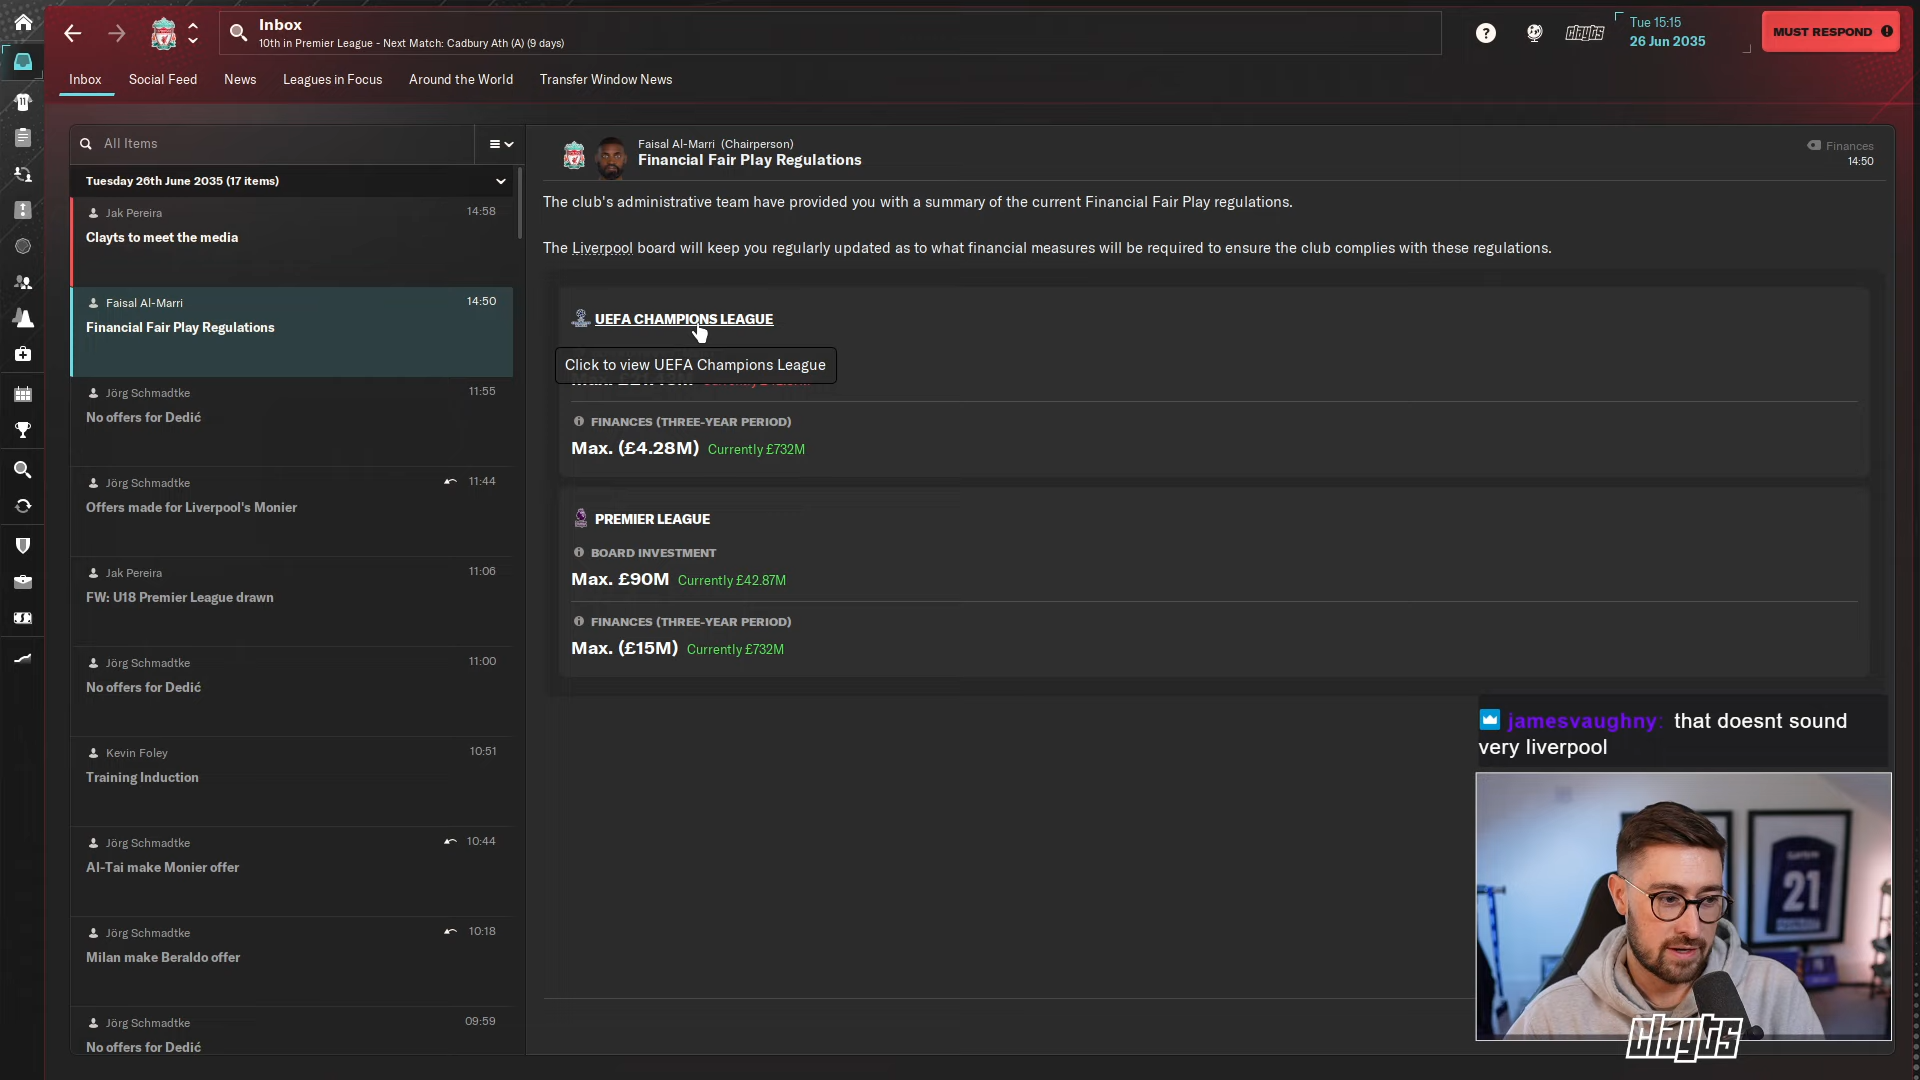 Inbox
10th in Premier League - Next Match: Cadbury Ath (A) (9 days)
?
clayts
Tue 15:15
26 Jun 2035
MUST RESPOND
Inbox
Social Feed
News
Leagues in Focus
Around the World
Transfer Window News
All Items
Tuesday 26th June 2035 (17 items)
Jak Pereira
14:58
Clayts to meet the media
Faisal Al-Marri
14:50
Financial Fair Play Regulations
Jörg Schmadtke
11:55
No offers for Dedić
Jörg Schmadtke
11:44
Offers made for Liverpool's Monier
Jak Pereira
11:06
FW: U18 Premier League drawn
Jörg Schmadtke
11:00
No offers for Dedić
Kevin Foley
10:51
Training Induction
Jörg Schmadtke
10:44
Al-Tai make Monier offer
Jörg Schmadtke
10:18
Milan make Beraldo offer
Jörg Schmadtke
09:59
No offers for Dedić
Faisal Al-Marri (Chairperson)
Financial Fair Play Regulations
Finances
14:50
The club's administrative team have provided you with a summary of the current Financial Fair Play regulations.
The Liverpool board will keep you regularly updated as to what financial measures will be required to ensure the club complies with these regulations.
UEFA CHAMPIONS LEAGUE
Click to view UEFA Champions League
FINANCES (THREE-YEAR PERIOD)
Max. (£4.28M) Currently £732M
PREMIER LEAGUE
BOARD INVESTMENT
Max. £90M Currently £42.87M
FINANCES (THREE-YEAR PERIOD)
Max. (£15M) Currently £732M
jamesvaughny: that doesnt sound
very liverpool
21
clayts